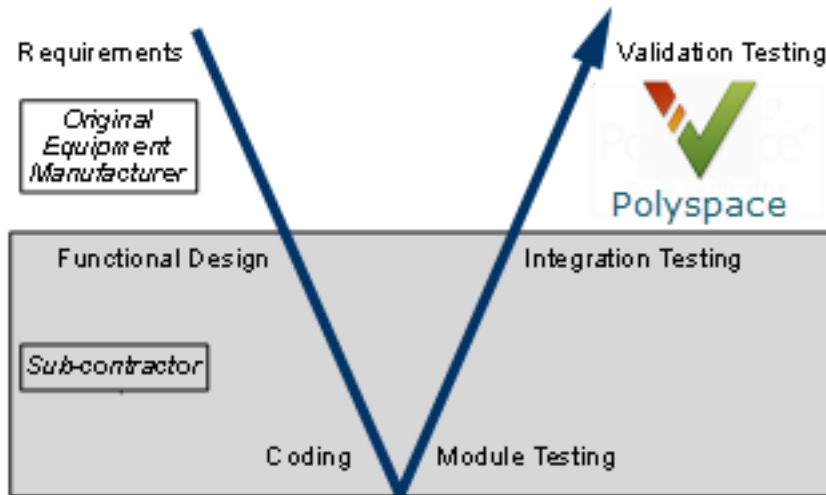 Requirements
Validation Testing
Original
Equipment
Manufacturer
Polyspace
Functional Design
Integration Testing
Sub-contractor
Coding
Module Testing